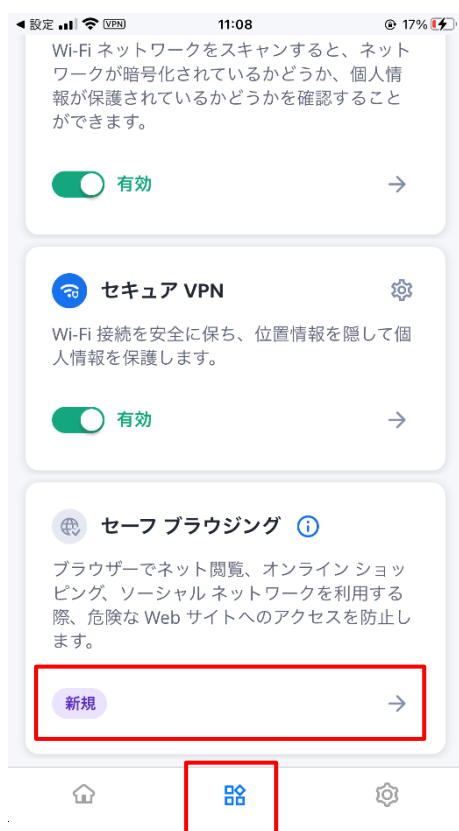 設定 VPN 11:08 17%
Wi-Fi ネットワークをスキャンすると、ネット
ワークが暗号化されているかどうか、個人情
報が保護されているかどうかを確認すること
ができます。
有効
セキュア VPN
Wi-Fi 接続を安全に保ち、位置情報を隠して個
人情報を保護します。
有効
セーフ ブラウジング
ブラウザーでネット閲覧、オンライン ショッ
ピング、ソーシャル ネットワークを利用する
際、危険な Web サイトへのアクセスを防止し
ます。
新規